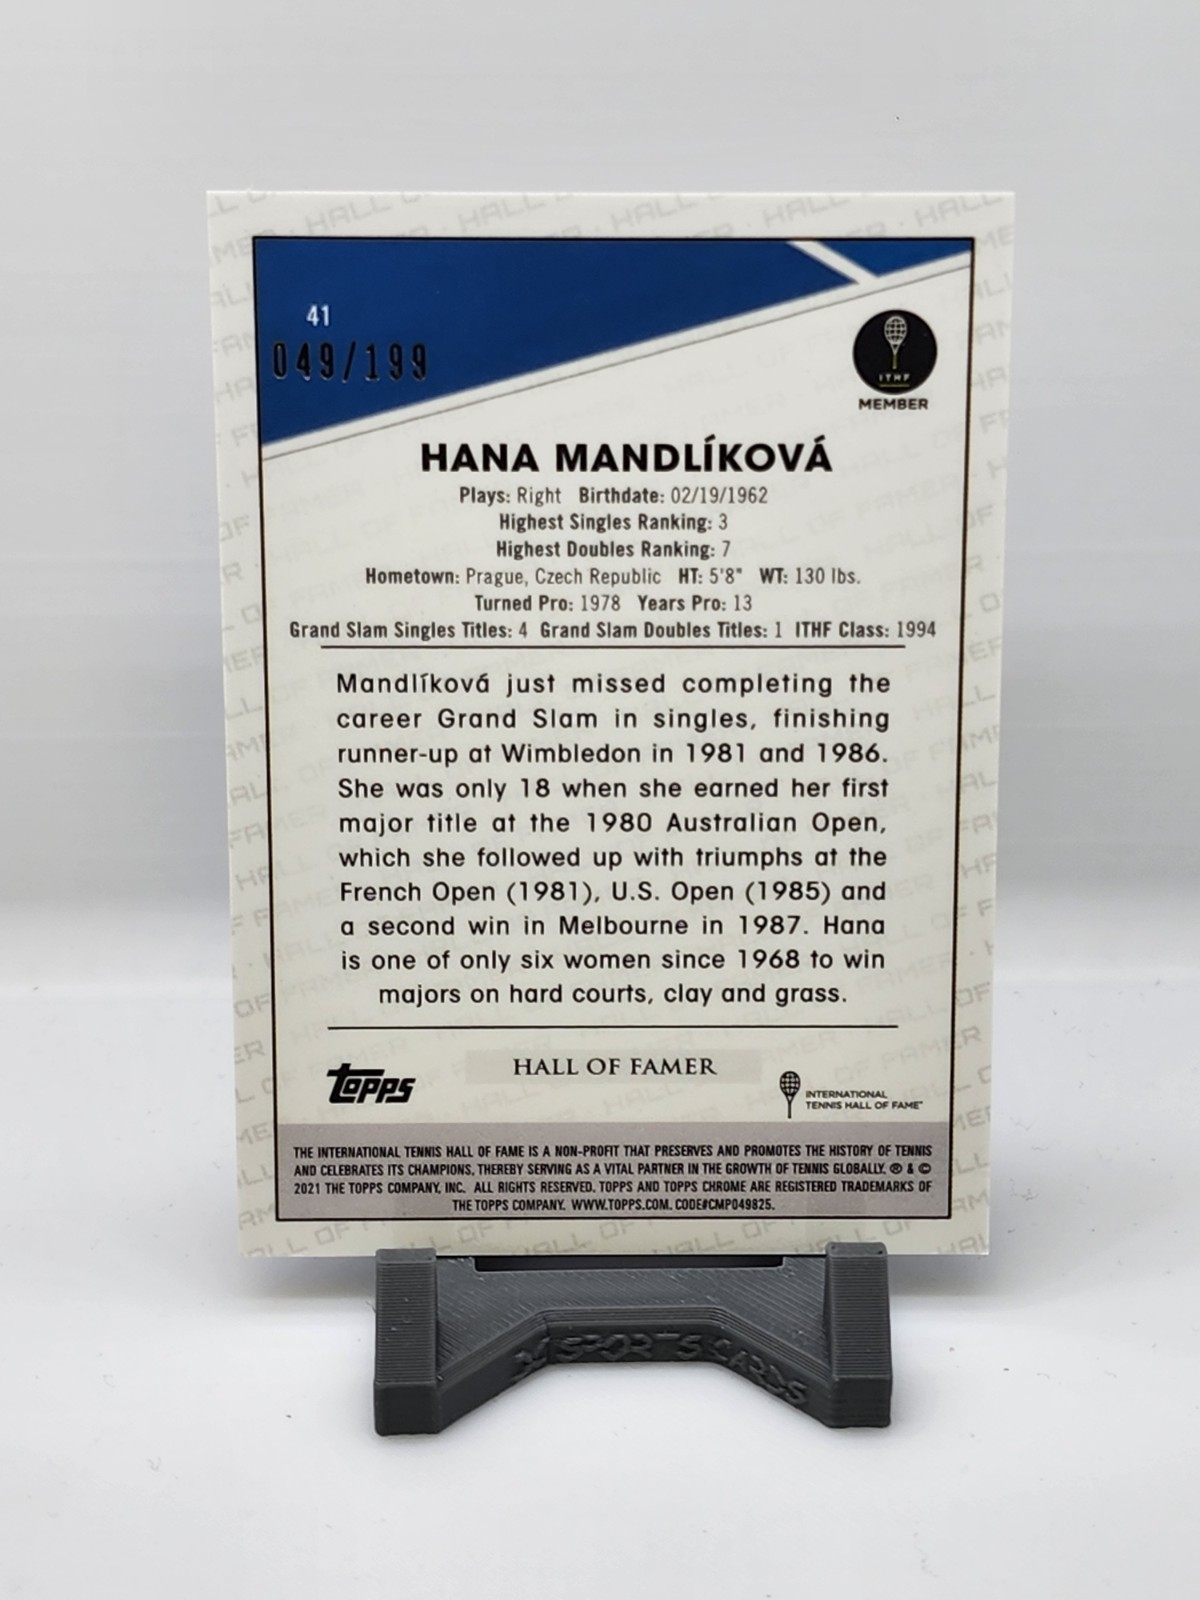 41
049/199
ITHF
MEMBER
HANA MANDLÍKOVÁ
Plays: Right Birthdate: 02/19/1962
Highest Singles Ranking: 3
Highest Doubles Ranking: 7
Hometown: Prague, Czech Republic HT: 5'8" WT: 130 lbs.
Turned Pro: 1978 Years Pro: 13
Grand Slam Singles Titles: 4 Grand Slam Doubles Titles: 1 ITHF Class: 1994
Mandlíková just missed completing the
career Grand Slam in singles, finishing
runner-up at Wimbledon in 1981 and 1986.
She was only 18 when she earned her first
major title at the 1980 Australian Open,
which she followed up with triumphs at the
French Open (1981), U.S. Open (1985) and
a second win in Melbourne in 1987. Hana
is one of only six women since 1968 to win
majors on hard courts, clay and grass.
HALL OF FAMER
TOPPS
INTERNATIONAL
TENNIS HALL OF FAME™
THE INTERNATIONAL TENNIS HALL OF FAME IS A NON-PROFIT THAT PRESERVES AND PROMOTES THE HISTORY OF TENNIS
AND CELEBRATES ITS CHAMPIONS, THEREBY SERVING AS A VITAL PARTNER IN THE GROWTH OF TENNIS GLOBALLY. ® & ©
2021 THE TOPPS COMPANY, INC. ALL RIGHTS RESERVED. TOPPS AND TOPPS CHROME ARE REGISTERED TRADEMARKS OF
THE TOPPS COMPANY. WWW.TOPPS.COM. CODE#CMP049825.
SPORTS CARDS